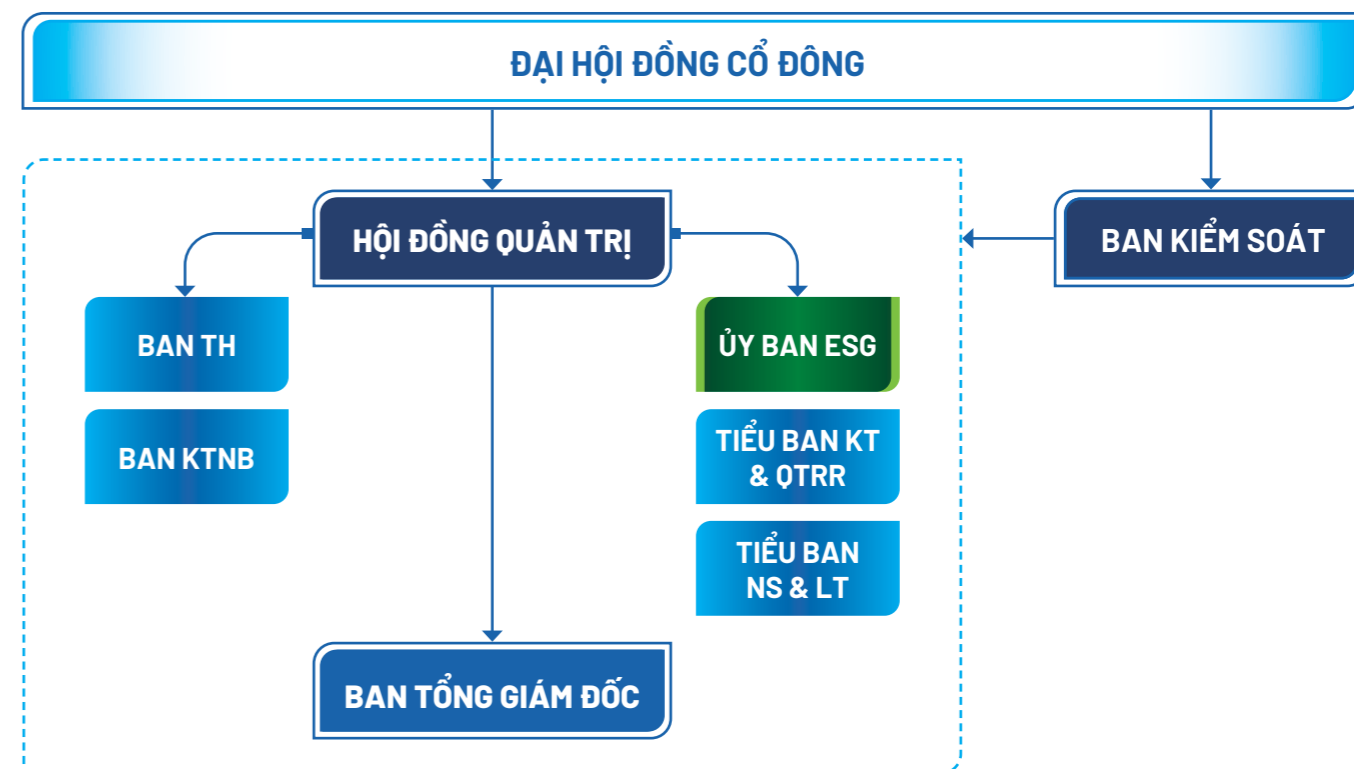 ĐẠI HỘI ĐỒNG CỔ ĐÔNG
HỘI ĐỒNG QUẢN TRỊ
BAN KIỂM SOÁT
BAN TH
ỦY BAN ESG
BAN KTNB
TIỂU BAN KT
& QTRR
TIỂU BAN
NS & LT
BAN TỔNG GIÁM ĐỐC